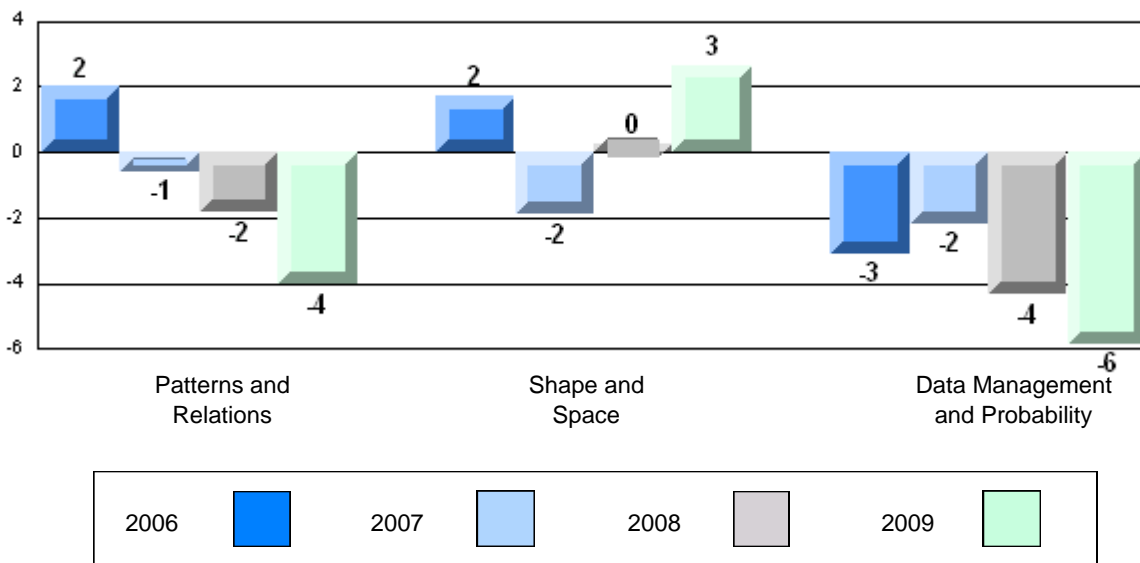 4
2
0
-2
-4
-6
2
-1
-2
-4
2
-2
0
3
-3
-2
-4
-6
Patterns and
Relations
Shape and
Space
Data Management
and Probability
2006 2007 2008 2009